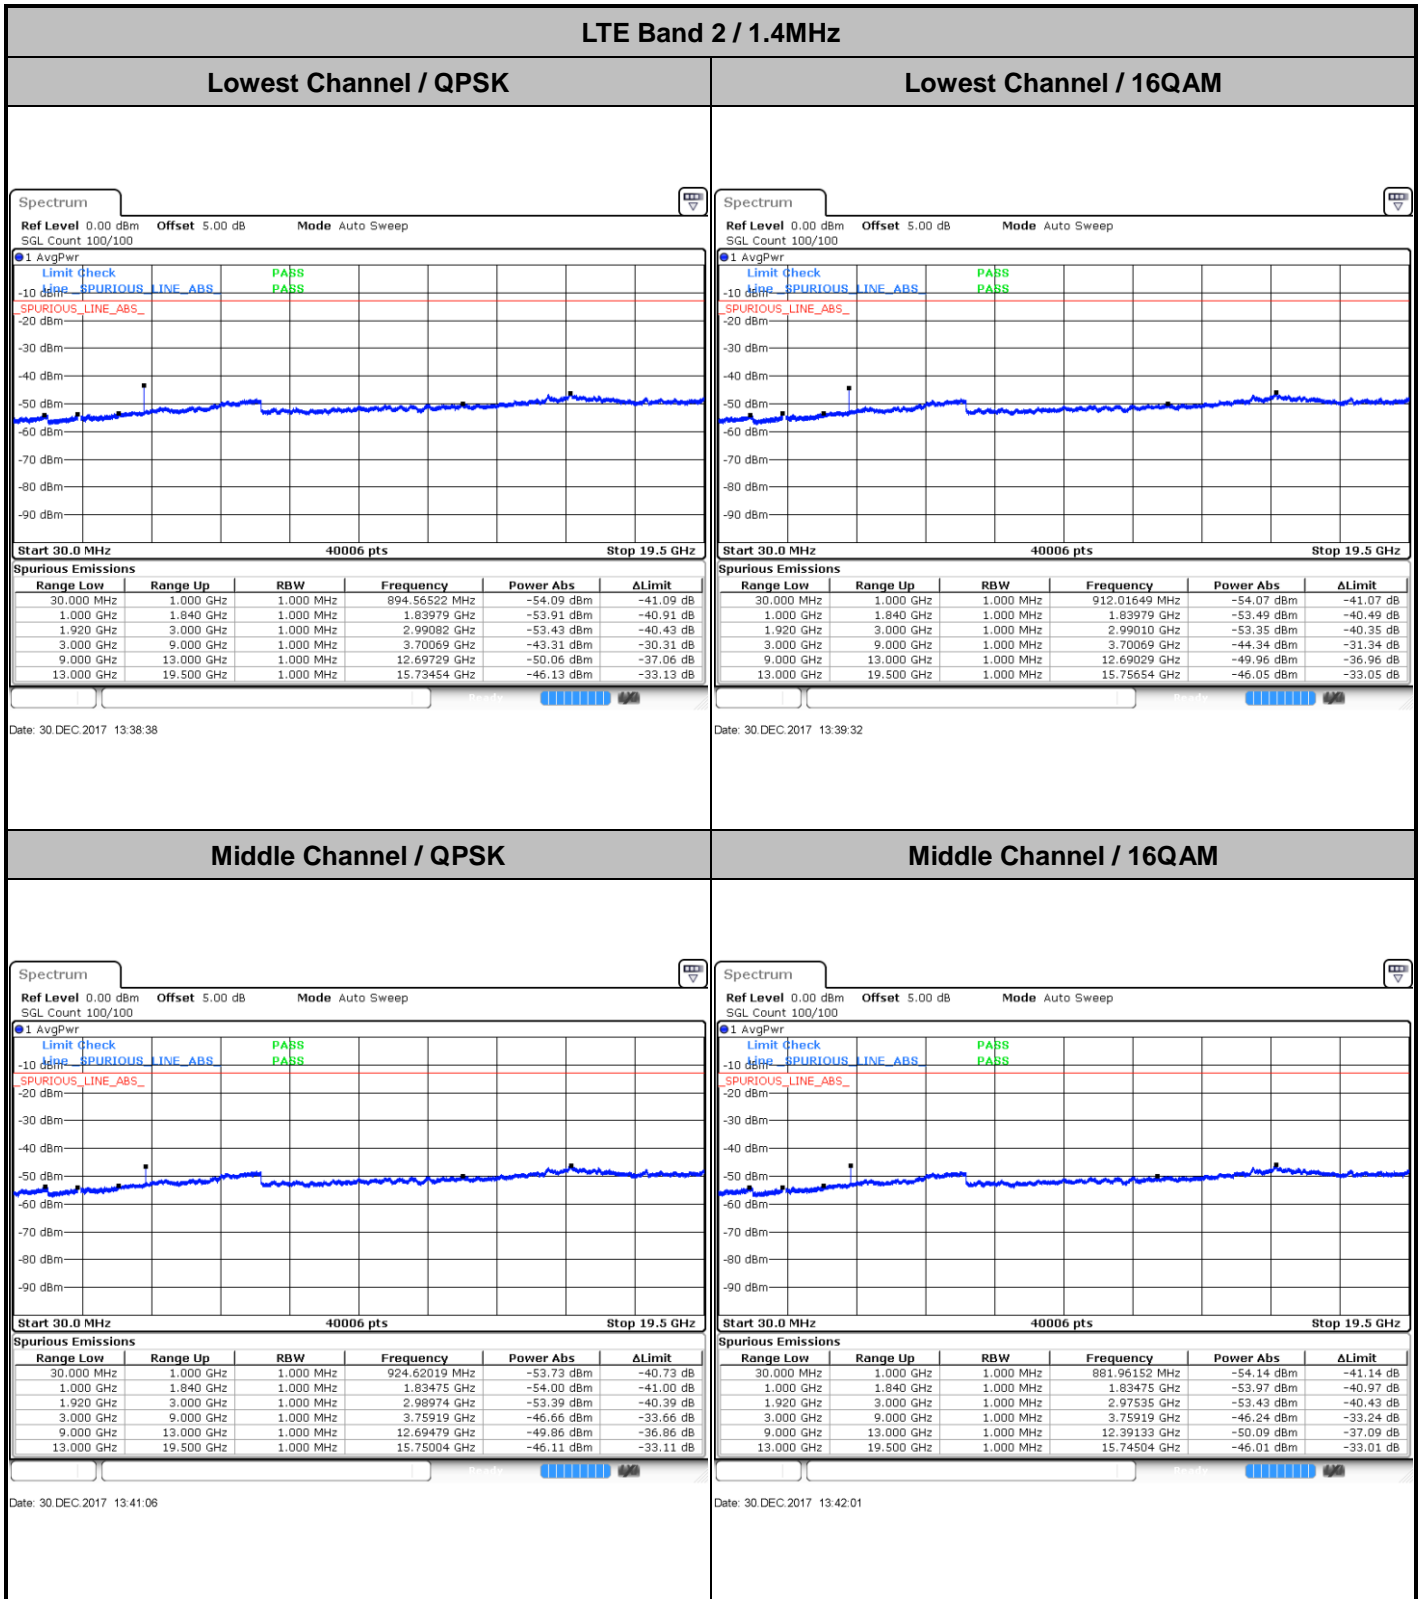 LTE Band 2 / 1.4MHz
Lowest Channel / QPSK
Lowest Channel / 16QAM
Spectrum
Ref Level 0.00 dBm Offset 5.00 dB Mode Auto Sweep
SGL Count 100/100
1 AvgPwr
Limit Check PASS
Line _SPURIOUS_LINE_ABS_ PASS
-10 dBm
_SPURIOUS_LINE_ABS_
-20 dBm
-30 dBm
-40 dBm
-50 dBm
-60 dBm
-70 dBm
-80 dBm
-90 dBm
Start 30.0 MHz 40006 pts Stop 19.5 GHz
Spurious Emissions
Range Low Range Up RBW Frequency Power Abs ΔLimit
30.000 MHz 1.000 GHz 1.000 MHz 894.56522 MHz -54.09 dBm -41.09 dB
1.000 GHz 1.840 GHz 1.000 MHz 1.83979 GHz -53.91 dBm -40.91 dB
1.920 GHz 3.000 GHz 1.000 MHz 2.99082 GHz -53.43 dBm -40.43 dB
3.000 GHz 9.000 GHz 1.000 MHz 3.70069 GHz -43.31 dBm -30.31 dB
9.000 GHz 13.000 GHz 1.000 MHz 12.69729 GHz -50.06 dBm -37.06 dB
13.000 GHz 19.500 GHz 1.000 MHz 15.73454 GHz -46.13 dBm -33.13 dB
Ready
Date: 30.DEC.2017 13:38:38
Spectrum
Ref Level 0.00 dBm Offset 5.00 dB Mode Auto Sweep
SGL Count 100/100
1 AvgPwr
Limit Check PASS
Line _SPURIOUS_LINE_ABS_ PASS
-10 dBm
_SPURIOUS_LINE_ABS_
-20 dBm
-30 dBm
-40 dBm
-50 dBm
-60 dBm
-70 dBm
-80 dBm
-90 dBm
Start 30.0 MHz 40006 pts Stop 19.5 GHz
Spurious Emissions
Range Low Range Up RBW Frequency Power Abs ΔLimit
30.000 MHz 1.000 GHz 1.000 MHz 912.01649 MHz -54.07 dBm -41.07 dB
1.000 GHz 1.840 GHz 1.000 MHz 1.83979 GHz -53.49 dBm -40.49 dB
1.920 GHz 3.000 GHz 1.000 MHz 2.99010 GHz -53.35 dBm -40.35 dB
3.000 GHz 9.000 GHz 1.000 MHz 3.70069 GHz -44.34 dBm -31.34 dB
9.000 GHz 13.000 GHz 1.000 MHz 12.69029 GHz -49.96 dBm -36.96 dB
13.000 GHz 19.500 GHz 1.000 MHz 15.75654 GHz -46.05 dBm -33.05 dB
Ready
Date: 30.DEC.2017 13:39:32
Middle Channel / QPSK
Middle Channel / 16QAM
Spectrum
Ref Level 0.00 dBm Offset 5.00 dB Mode Auto Sweep
SGL Count 100/100
1 AvgPwr
Limit Check PASS
Line _SPURIOUS_LINE_ABS_ PASS
-10 dBm
_SPURIOUS_LINE_ABS_
-20 dBm
-30 dBm
-40 dBm
-50 dBm
-60 dBm
-70 dBm
-80 dBm
-90 dBm
Start 30.0 MHz 40006 pts Stop 19.5 GHz
Spurious Emissions
Range Low Range Up RBW Frequency Power Abs ΔLimit
30.000 MHz 1.000 GHz 1.000 MHz 924.62019 MHz -53.73 dBm -40.73 dB
1.000 GHz 1.840 GHz 1.000 MHz 1.83475 GHz -54.00 dBm -41.00 dB
1.920 GHz 3.000 GHz 1.000 MHz 2.98974 GHz -53.39 dBm -40.39 dB
3.000 GHz 9.000 GHz 1.000 MHz 3.75919 GHz -46.66 dBm -33.66 dB
9.000 GHz 13.000 GHz 1.000 MHz 12.69479 GHz -49.86 dBm -36.86 dB
13.000 GHz 19.500 GHz 1.000 MHz 15.75004 GHz -46.11 dBm -33.11 dB
Ready
Date: 30.DEC.2017 13:41:06
Spectrum
Ref Level 0.00 dBm Offset 5.00 dB Mode Auto Sweep
SGL Count 100/100
1 AvgPwr
Limit Check PASS
Line _SPURIOUS_LINE_ABS_ PASS
-10 dBm
_SPURIOUS_LINE_ABS_
-20 dBm
-30 dBm
-40 dBm
-50 dBm
-60 dBm
-70 dBm
-80 dBm
-90 dBm
Start 30.0 MHz 40006 pts Stop 19.5 GHz
Spurious Emissions
Range Low Range Up RBW Frequency Power Abs ΔLimit
30.000 MHz 1.000 GHz 1.000 MHz 881.96152 MHz -54.14 dBm -41.14 dB
1.000 GHz 1.840 GHz 1.000 MHz 1.83475 GHz -53.97 dBm -40.97 dB
1.920 GHz 3.000 GHz 1.000 MHz 2.97535 GHz -53.43 dBm -40.43 dB
3.000 GHz 9.000 GHz 1.000 MHz 3.75919 GHz -46.24 dBm -33.24 dB
9.000 GHz 13.000 GHz 1.000 MHz 12.39133 GHz -50.09 dBm -37.09 dB
13.000 GHz 19.500 GHz 1.000 MHz 15.74504 GHz -46.01 dBm -33.01 dB
Ready
Date: 30.DEC.2017 13:42:01